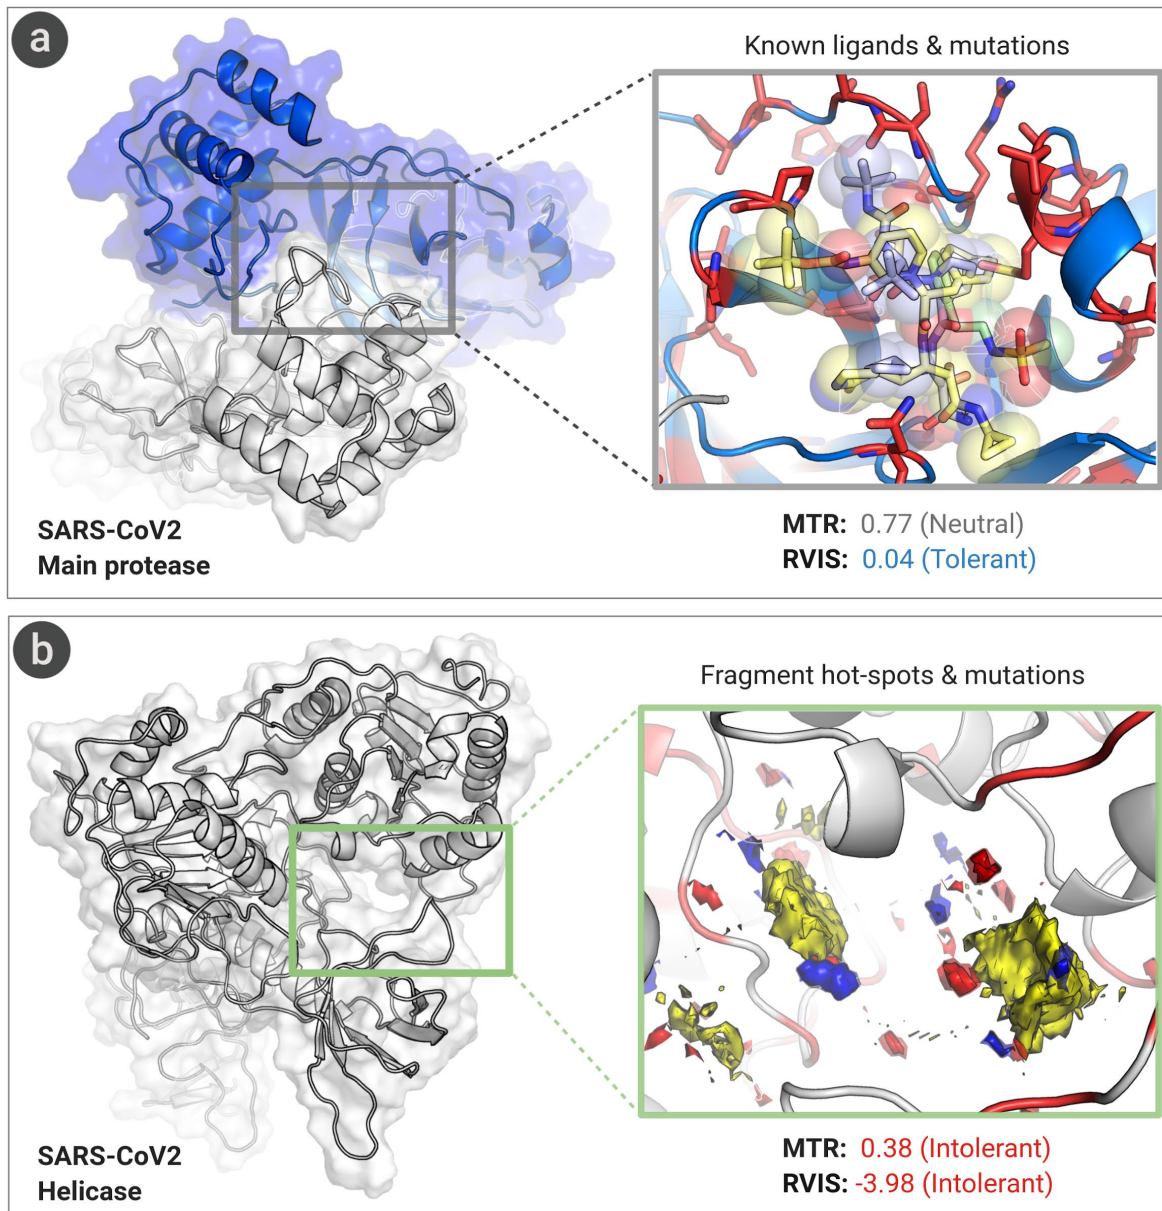 a
Known ligands & mutations
SARS-CoV2
Main protease
MTR: 0.77 (Neutral)
RVIS: 0.04 (Tolerant)
b
Fragment hot-spots & mutations
SARS-CoV2
Helicase
MTR: 0.38 (Intolerant)
RVIS: -3.98 (Intolerant)